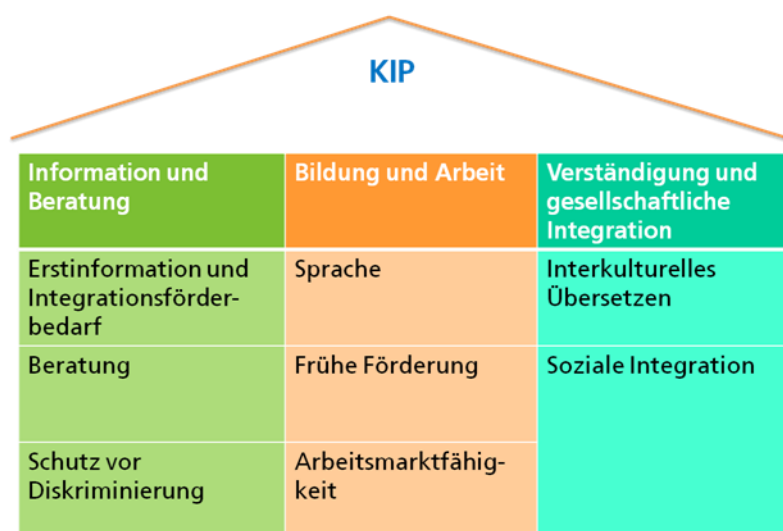 KIP
Information und
Beratung
Bildung und Arbeit
Verständigung und
gesellschaftliche
Integration
Erstinformation und
Integrationsförder-
bedarf
Sprache
Interkulturelles
Übersetzen
Beratung
Frühe Förderung
Soziale Integration
Schutz vor
Diskriminierung
Arbeitsmarktfähig-
keit